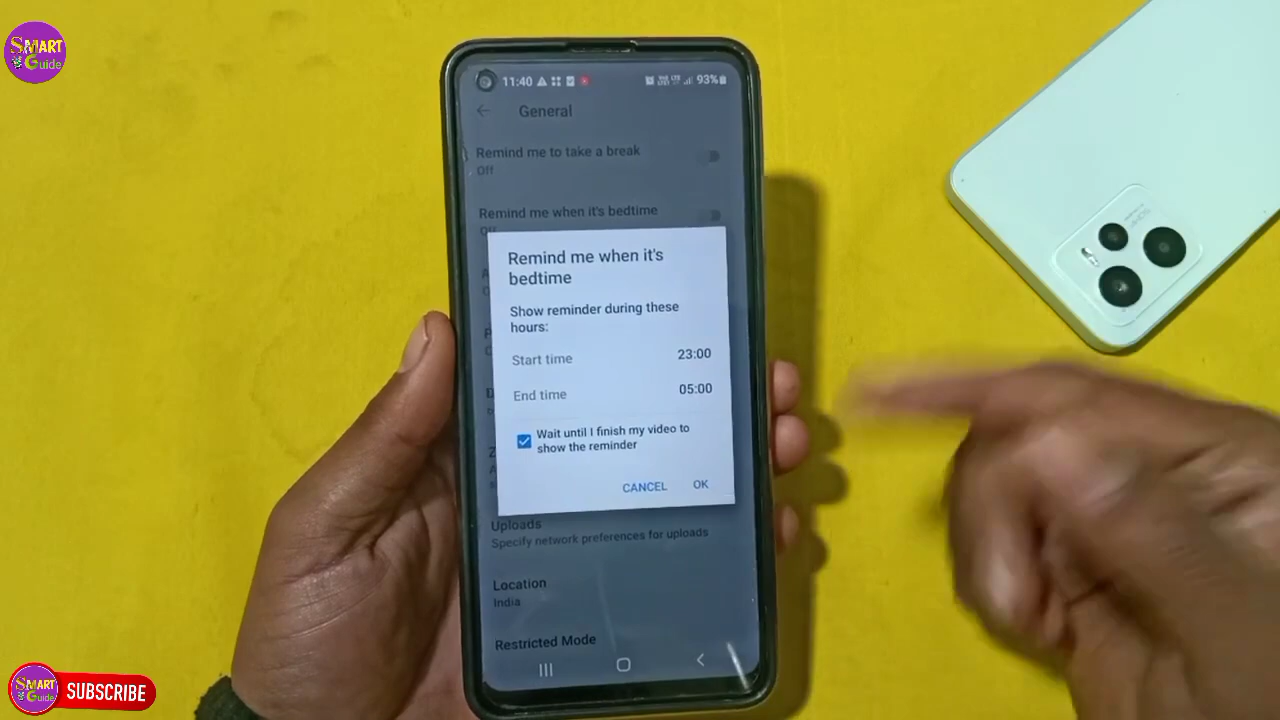 SMART
Guide
11:40
93%
General
Remind me to take a break
Off
Remind me when it's bedtime
Remind me when it's
bedtime
Show reminder during these
hours:
Start time 23:00
End time 05:00
Wait until I finish my video to
show the reminder
CANCEL OK
Uploads
Specify network preferences for uploads
Location
India
Restricted Mode
SMART
Guide
SUBSCRIBE